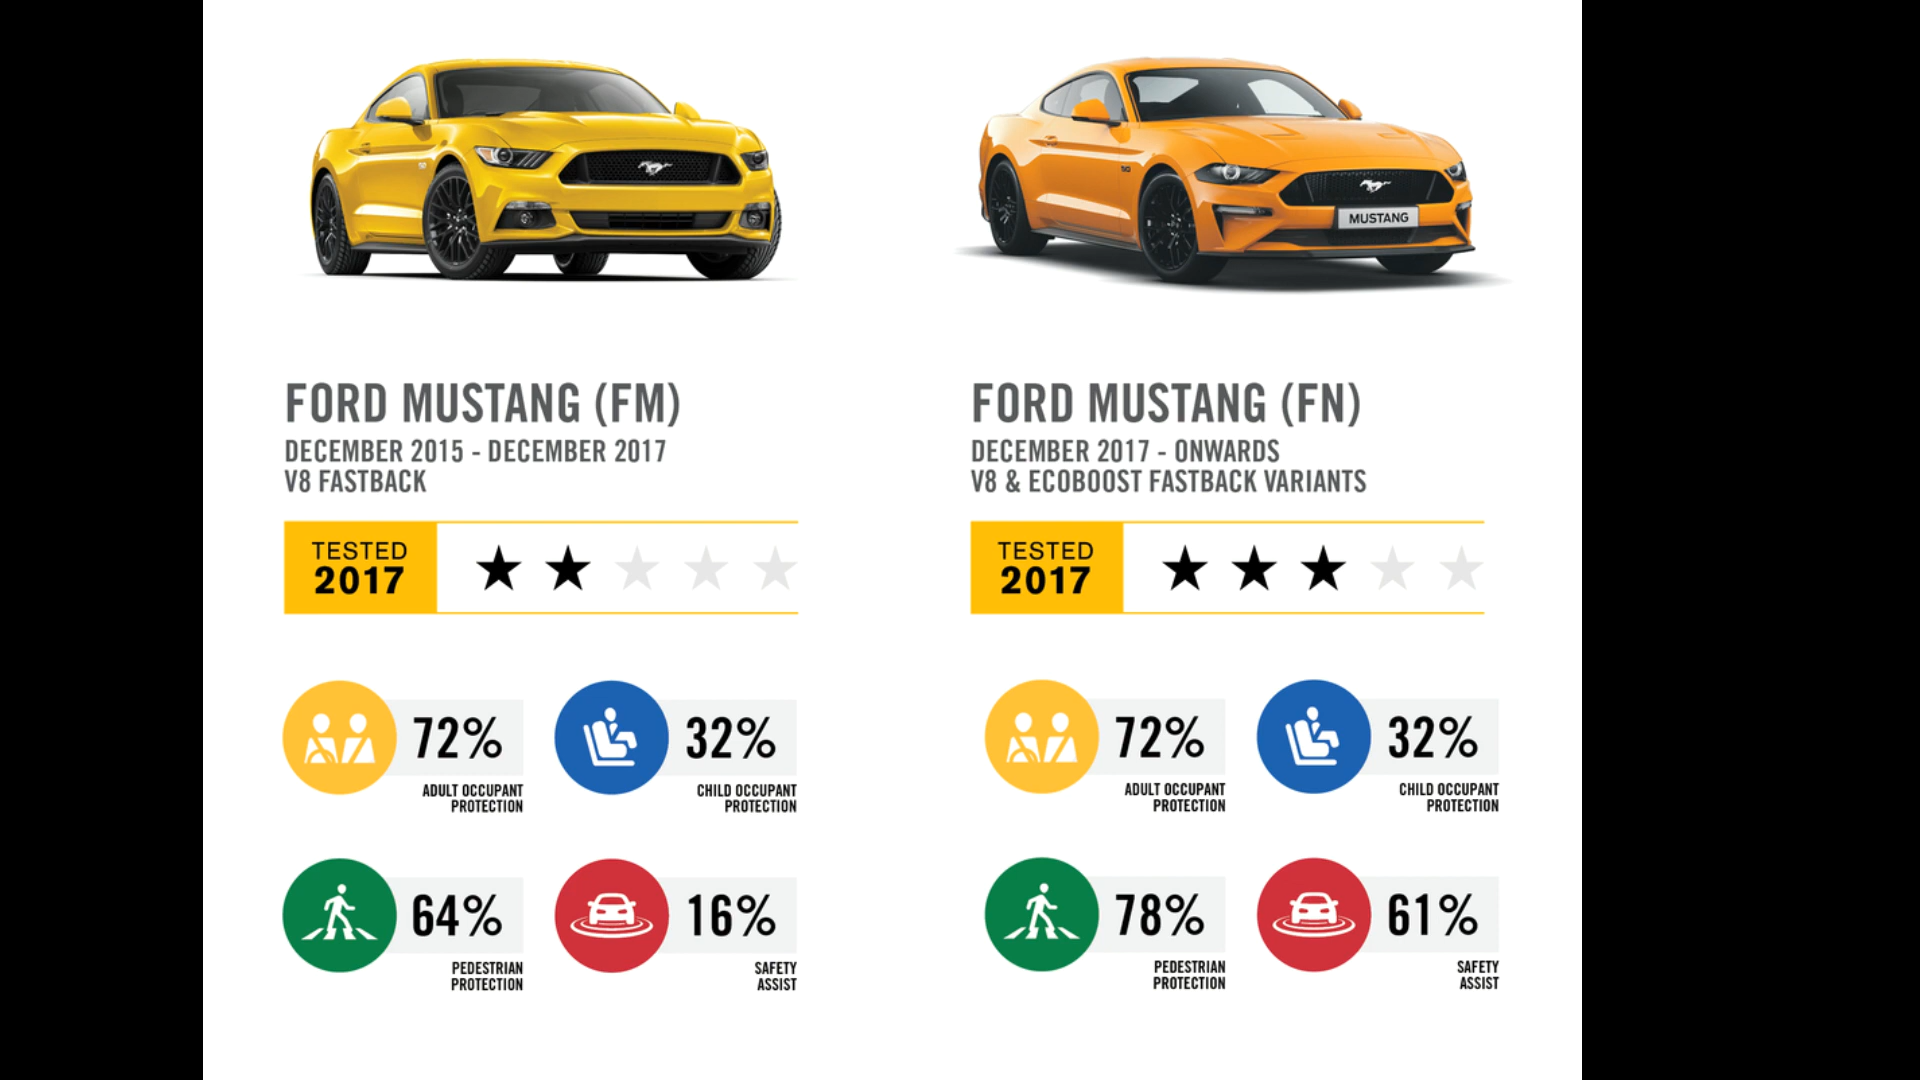 MUSTANG
FORD MUSTANG (FM)
DECEMBER 2015 - DECEMBER 2017
V8 FASTBACK
TESTED
2017
72%
ADULT OCCUPANT
PROTECTION
32%
CHILD OCCUPANT
PROTECTION
64%
PEDESTRIAN
PROTECTION
16%
SAFETY
ASSIST
FORD MUSTANG (FN)
DECEMBER 2017 - ONWARDS
V8 & ECOBOOST FASTBACK VARIANTS
TESTED
2017
72%
ADULT OCCUPANT
PROTECTION
32%
CHILD OCCUPANT
PROTECTION
78%
PEDESTRIAN
PROTECTION
61%
SAFETY
ASSIST